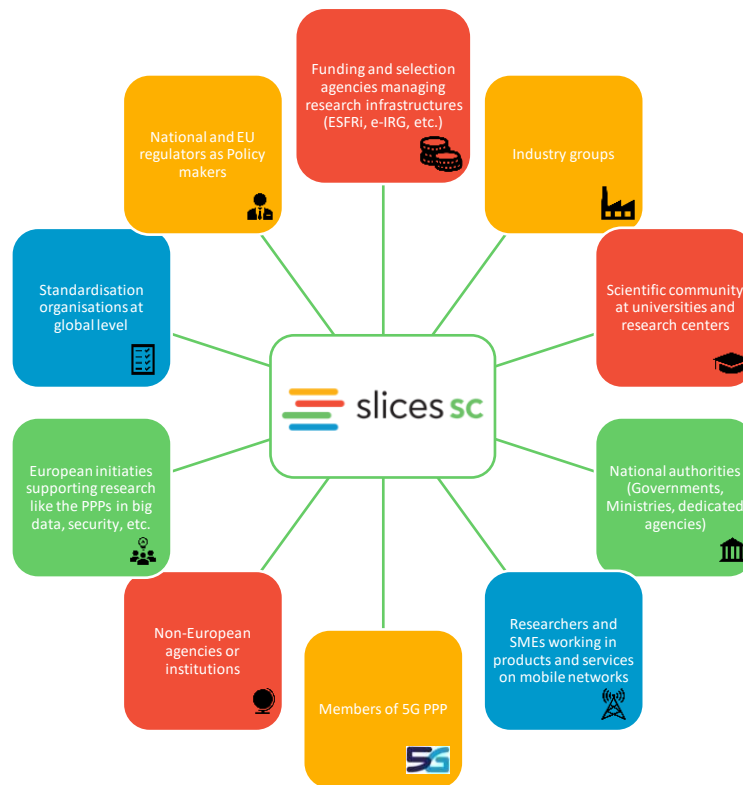 Funding and selection
agencies managing
research infrastructures
(ESFRi, e-IRG, etc.)
National and EU
regulators as Policy
makers
Industry groups
Standardisation
organisations at
global level
Scientific community
at universities and
research centers
slices sc
European initiaties
supporting research
like the PPPs in big
data, security, etc.
National authorities
(Governments,
Ministries, dedicated
agencies)
Non-European
agencies or
institutions
Researchers and
SMEs working in
products and services
on mobile networks
Members of 5G PPP
5G